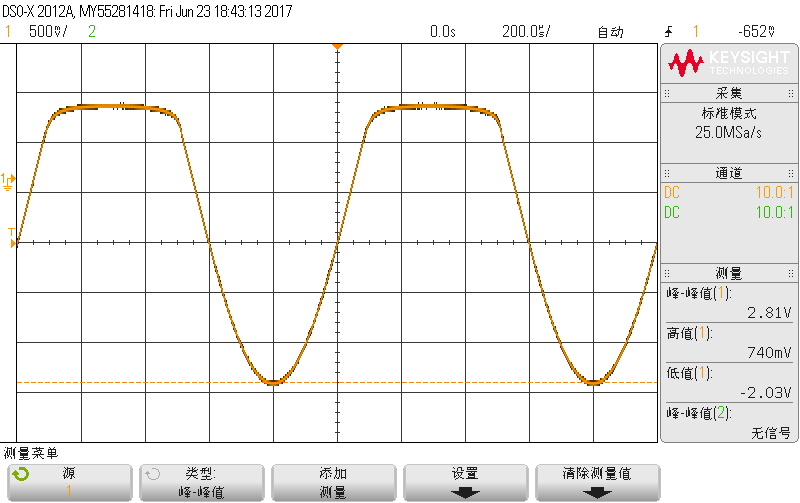 DSO-X 2012A, MY55281418: Fri Jun 23 18:43:13 2017
1 500mV/ 2 0.0s 200.0us/ 自动 1 -652mV
KEYSIGHT
TECHNOLOGIES
采集
标准模式
25.0MSa/s
通道
DC 10.0:1
DC 10.0:1
1
T
测量
峰-峰值(1):
2.81V
高值(1):
740mV
低值(1):
-2.03V
峰-峰值(2):
无信号
测量菜单
源 类型: 添加 设置 清除测量值
1 峰-峰值 测量